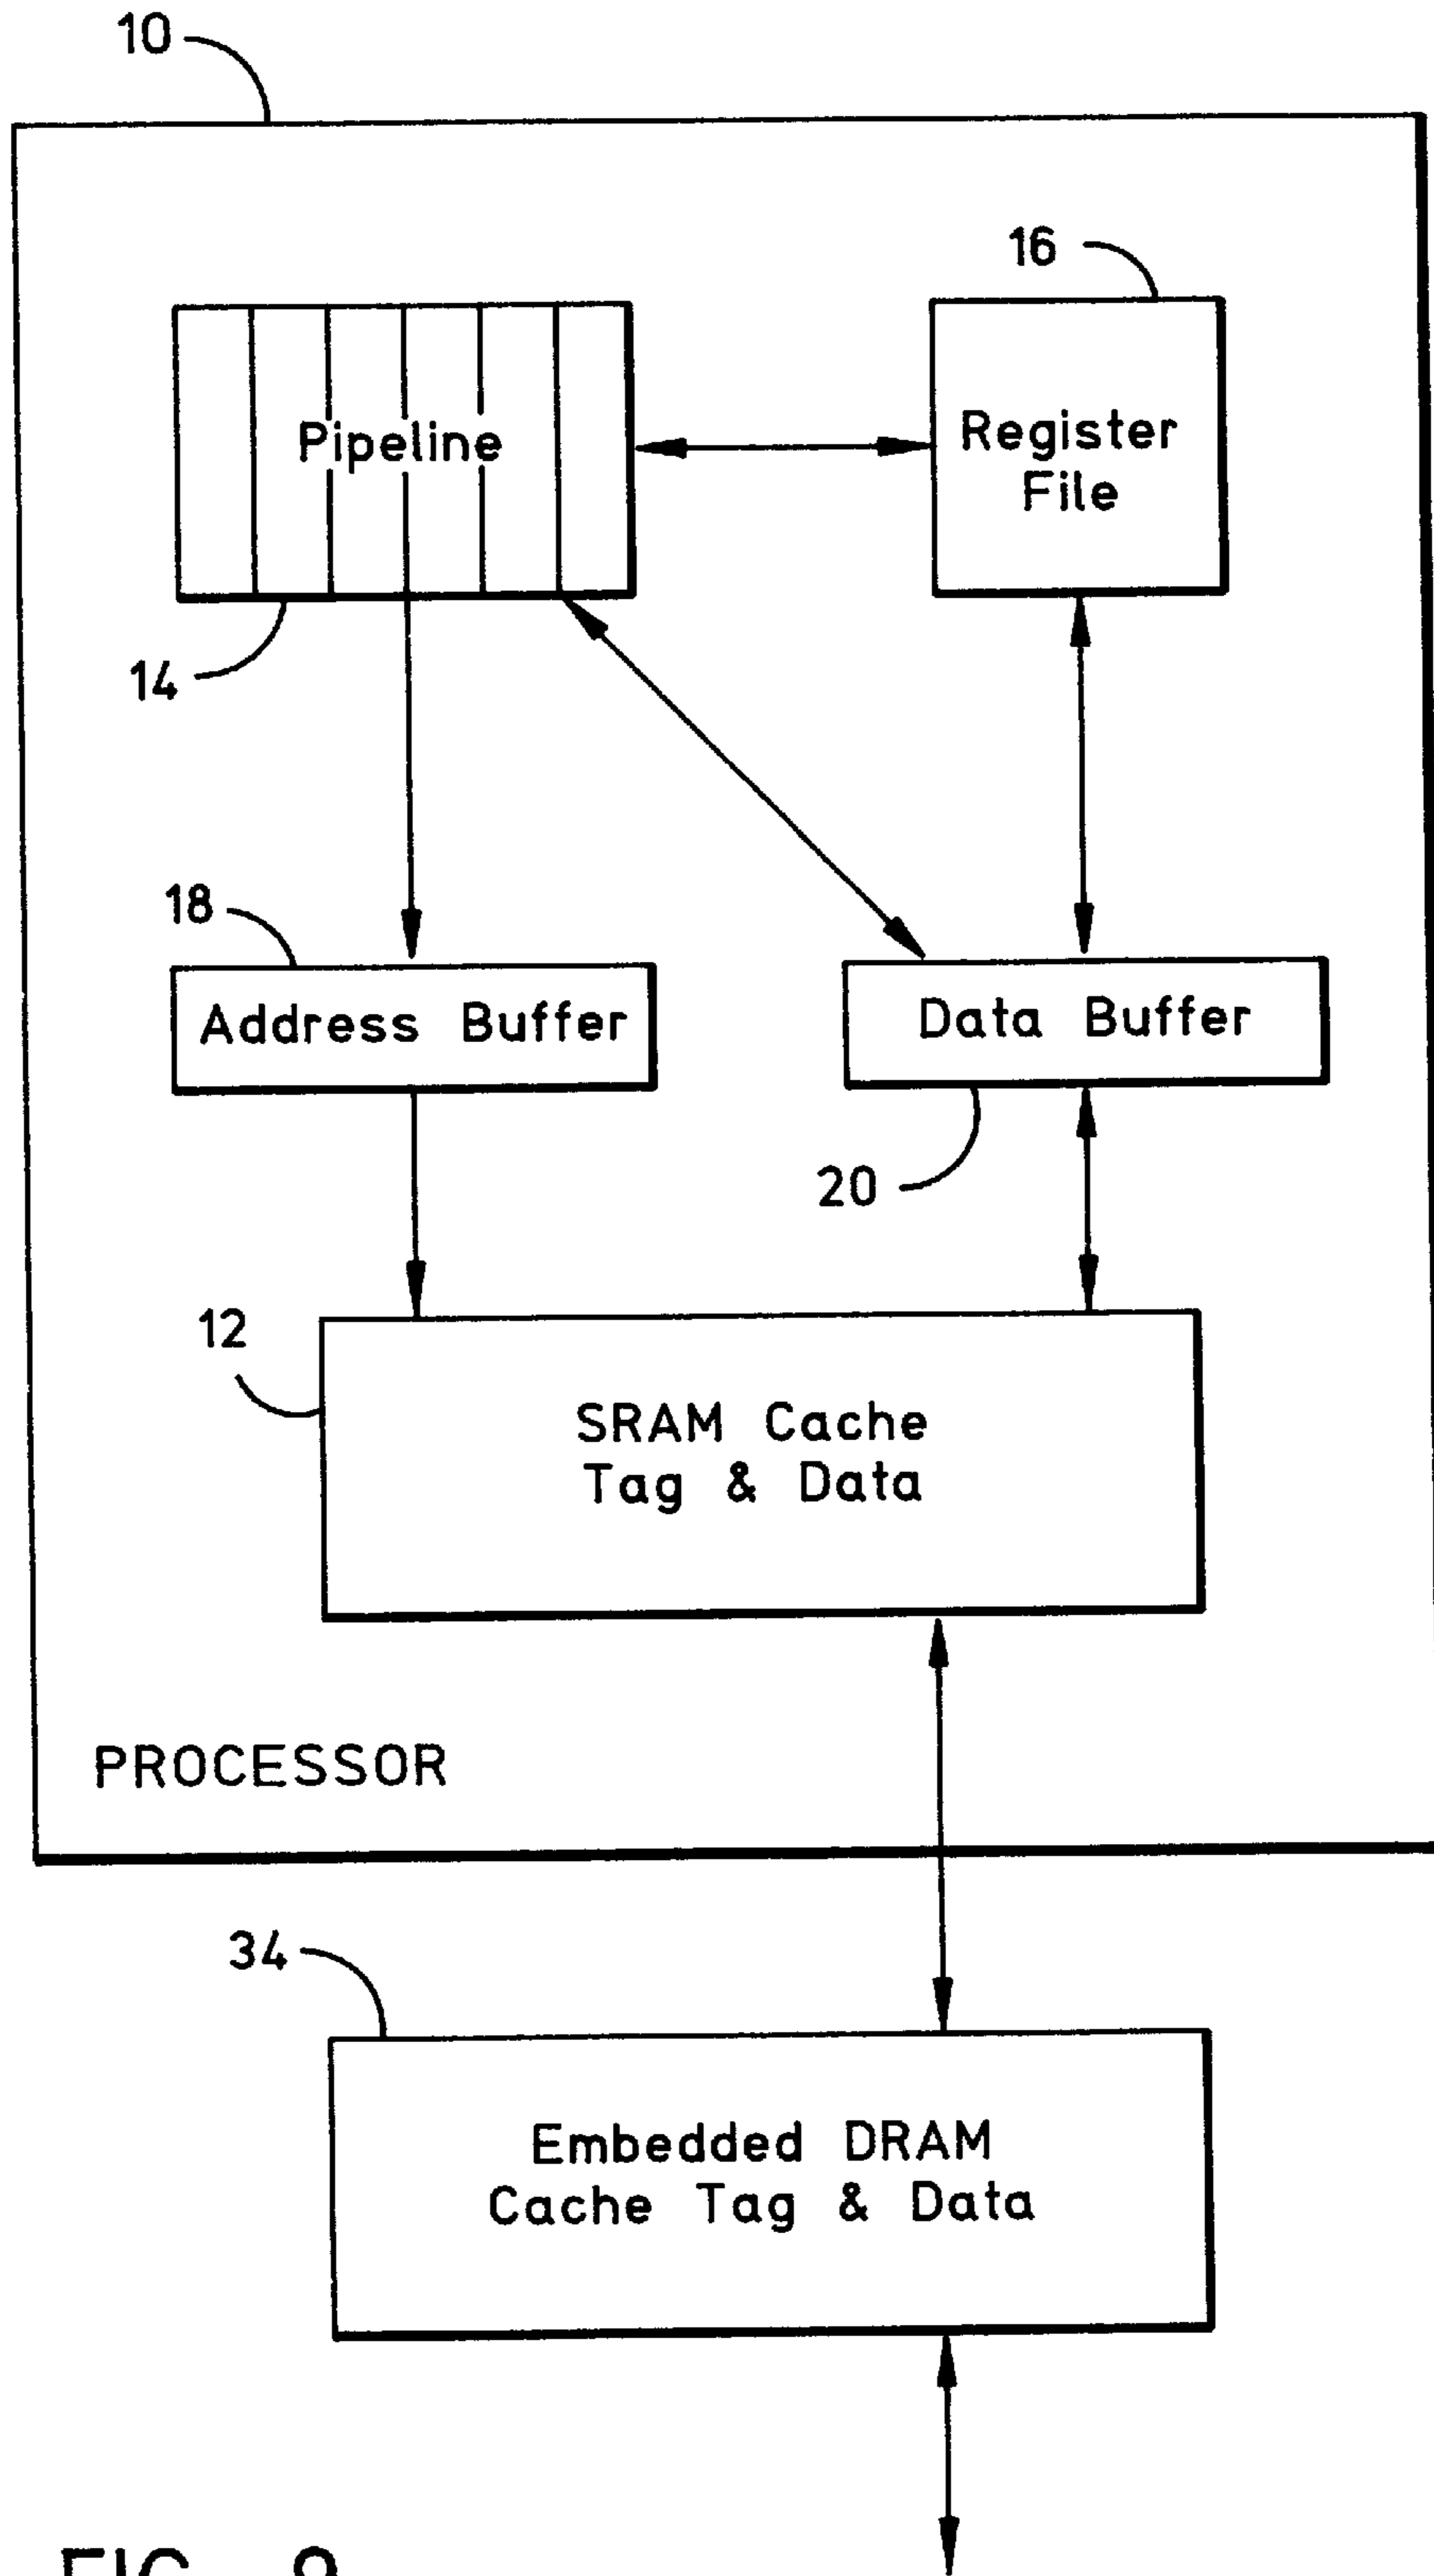 10
16
Pipeline
Register
File
14
18
Address Buffer
Data Buffer
20
12
SRAM Cache
Tag & Data
PROCESSOR
34
Embedded DRAM
Cache Tag & Data
FIG